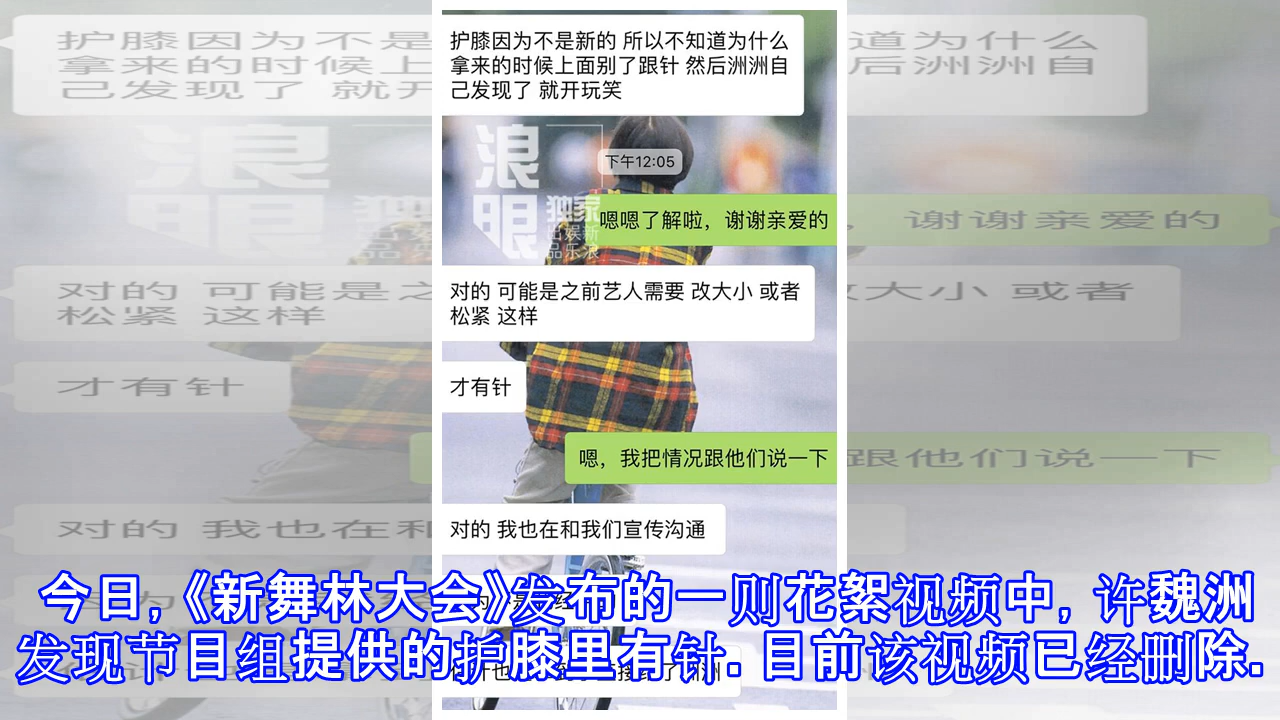 护膝因为不是新的 所以不知道为什么
拿来的时候上面别了跟针 然后洲洲自
己发现了 就开玩笑
下午12:05
浪眼
独家
出娱新
品乐浪
嗯嗯了解啦，谢谢亲爱的
对的 可能是之前艺人需要 改大小 或者
松紧 这样
才有针
嗯，我把情况跟他们说一下
对的 我也在和我们宣传沟通
今日,《新舞林大会》发布的一则花絮视频中, 许魏洲
发现节目组提供的护膝里有针. 目前该视频已经删除.